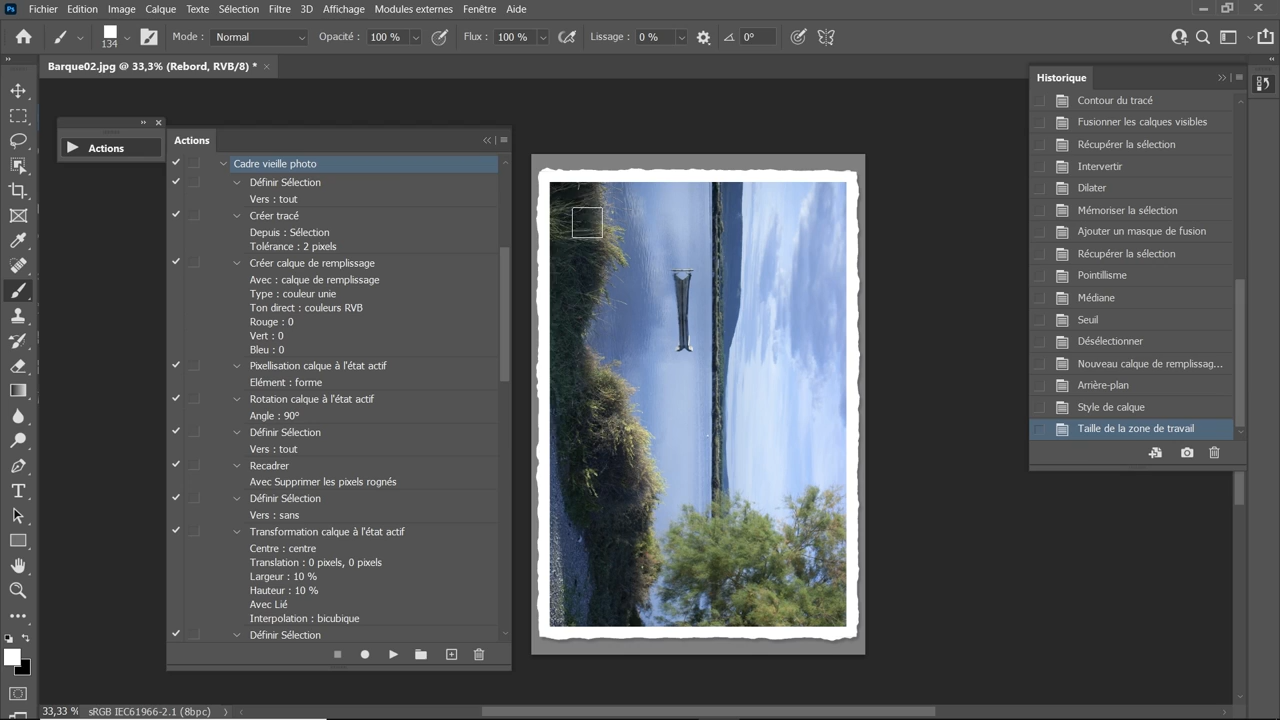 Ps Fichier Edition Image Calque Texte Sélection Filtre 3D Affichage Modules externes Fenêtre Aide
134 Mode : Normal Opacité : 100 % Flux : 100 % Lissage : 0 % 0°
Barque02.jpg @ 33,3% (Rebord, RVB/8) *
Actions
Actions
Cadre vieille photo
Définir Sélection
Vers : tout
Créer tracé
Depuis : Sélection
Tolérance : 2 pixels
Créer calque de remplissage
Avec : calque de remplissage
Type : couleur unie
Ton direct : couleurs RVB
Rouge : 0
Vert : 0
Bleu : 0
Pixellisation calque à l'état actif
Elément : forme
Rotation calque à l'état actif
Angle : 90°
Définir Sélection
Vers : tout
Recadrer
Avec Supprimer les pixels rognés
Définir Sélection
Vers : sans
Transformation calque à l'état actif
Centre : centre
Translation : 0 pixels, 0 pixels
Largeur : 10 %
Hauteur : 10 %
Avec Lié
Interpolation : bicubique
Définir Sélection
Historique
Contour du tracé
Fusionner les calques visibles
Récupérer la sélection
Intervertir
Dilater
Mémoriser la sélection
Ajouter un masque de fusion
Récupérer la sélection
Pointillisme
Médiane
Seuil
Désélectionner
Nouveau calque de remplissag...
Arrière-plan
Style de calque
Taille de la zone de travail
33,33 % sRGB IEC61966-2.1 (8bpc)